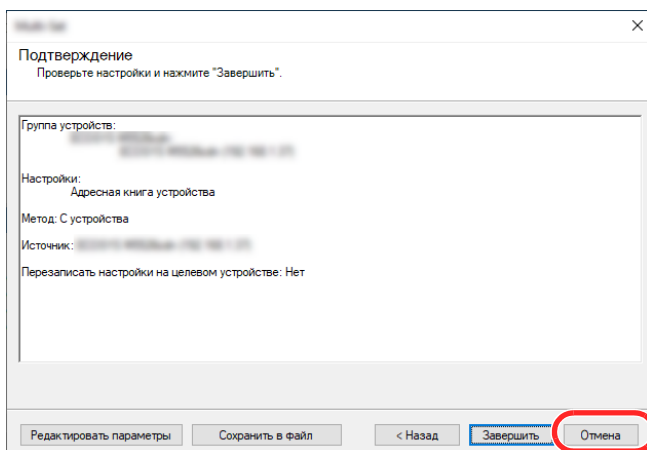 Подтверждение
Проверьте настройки и нажмите "Завершить".
Группа устройств:
Настройки:
Адресная книга устройства
Метод: С устройства
Источник:
Перезаписать настройки на целевом устройстве: Нет
Редактировать параметры
Сохранить в файл
< Назад
Завершить
Отмена